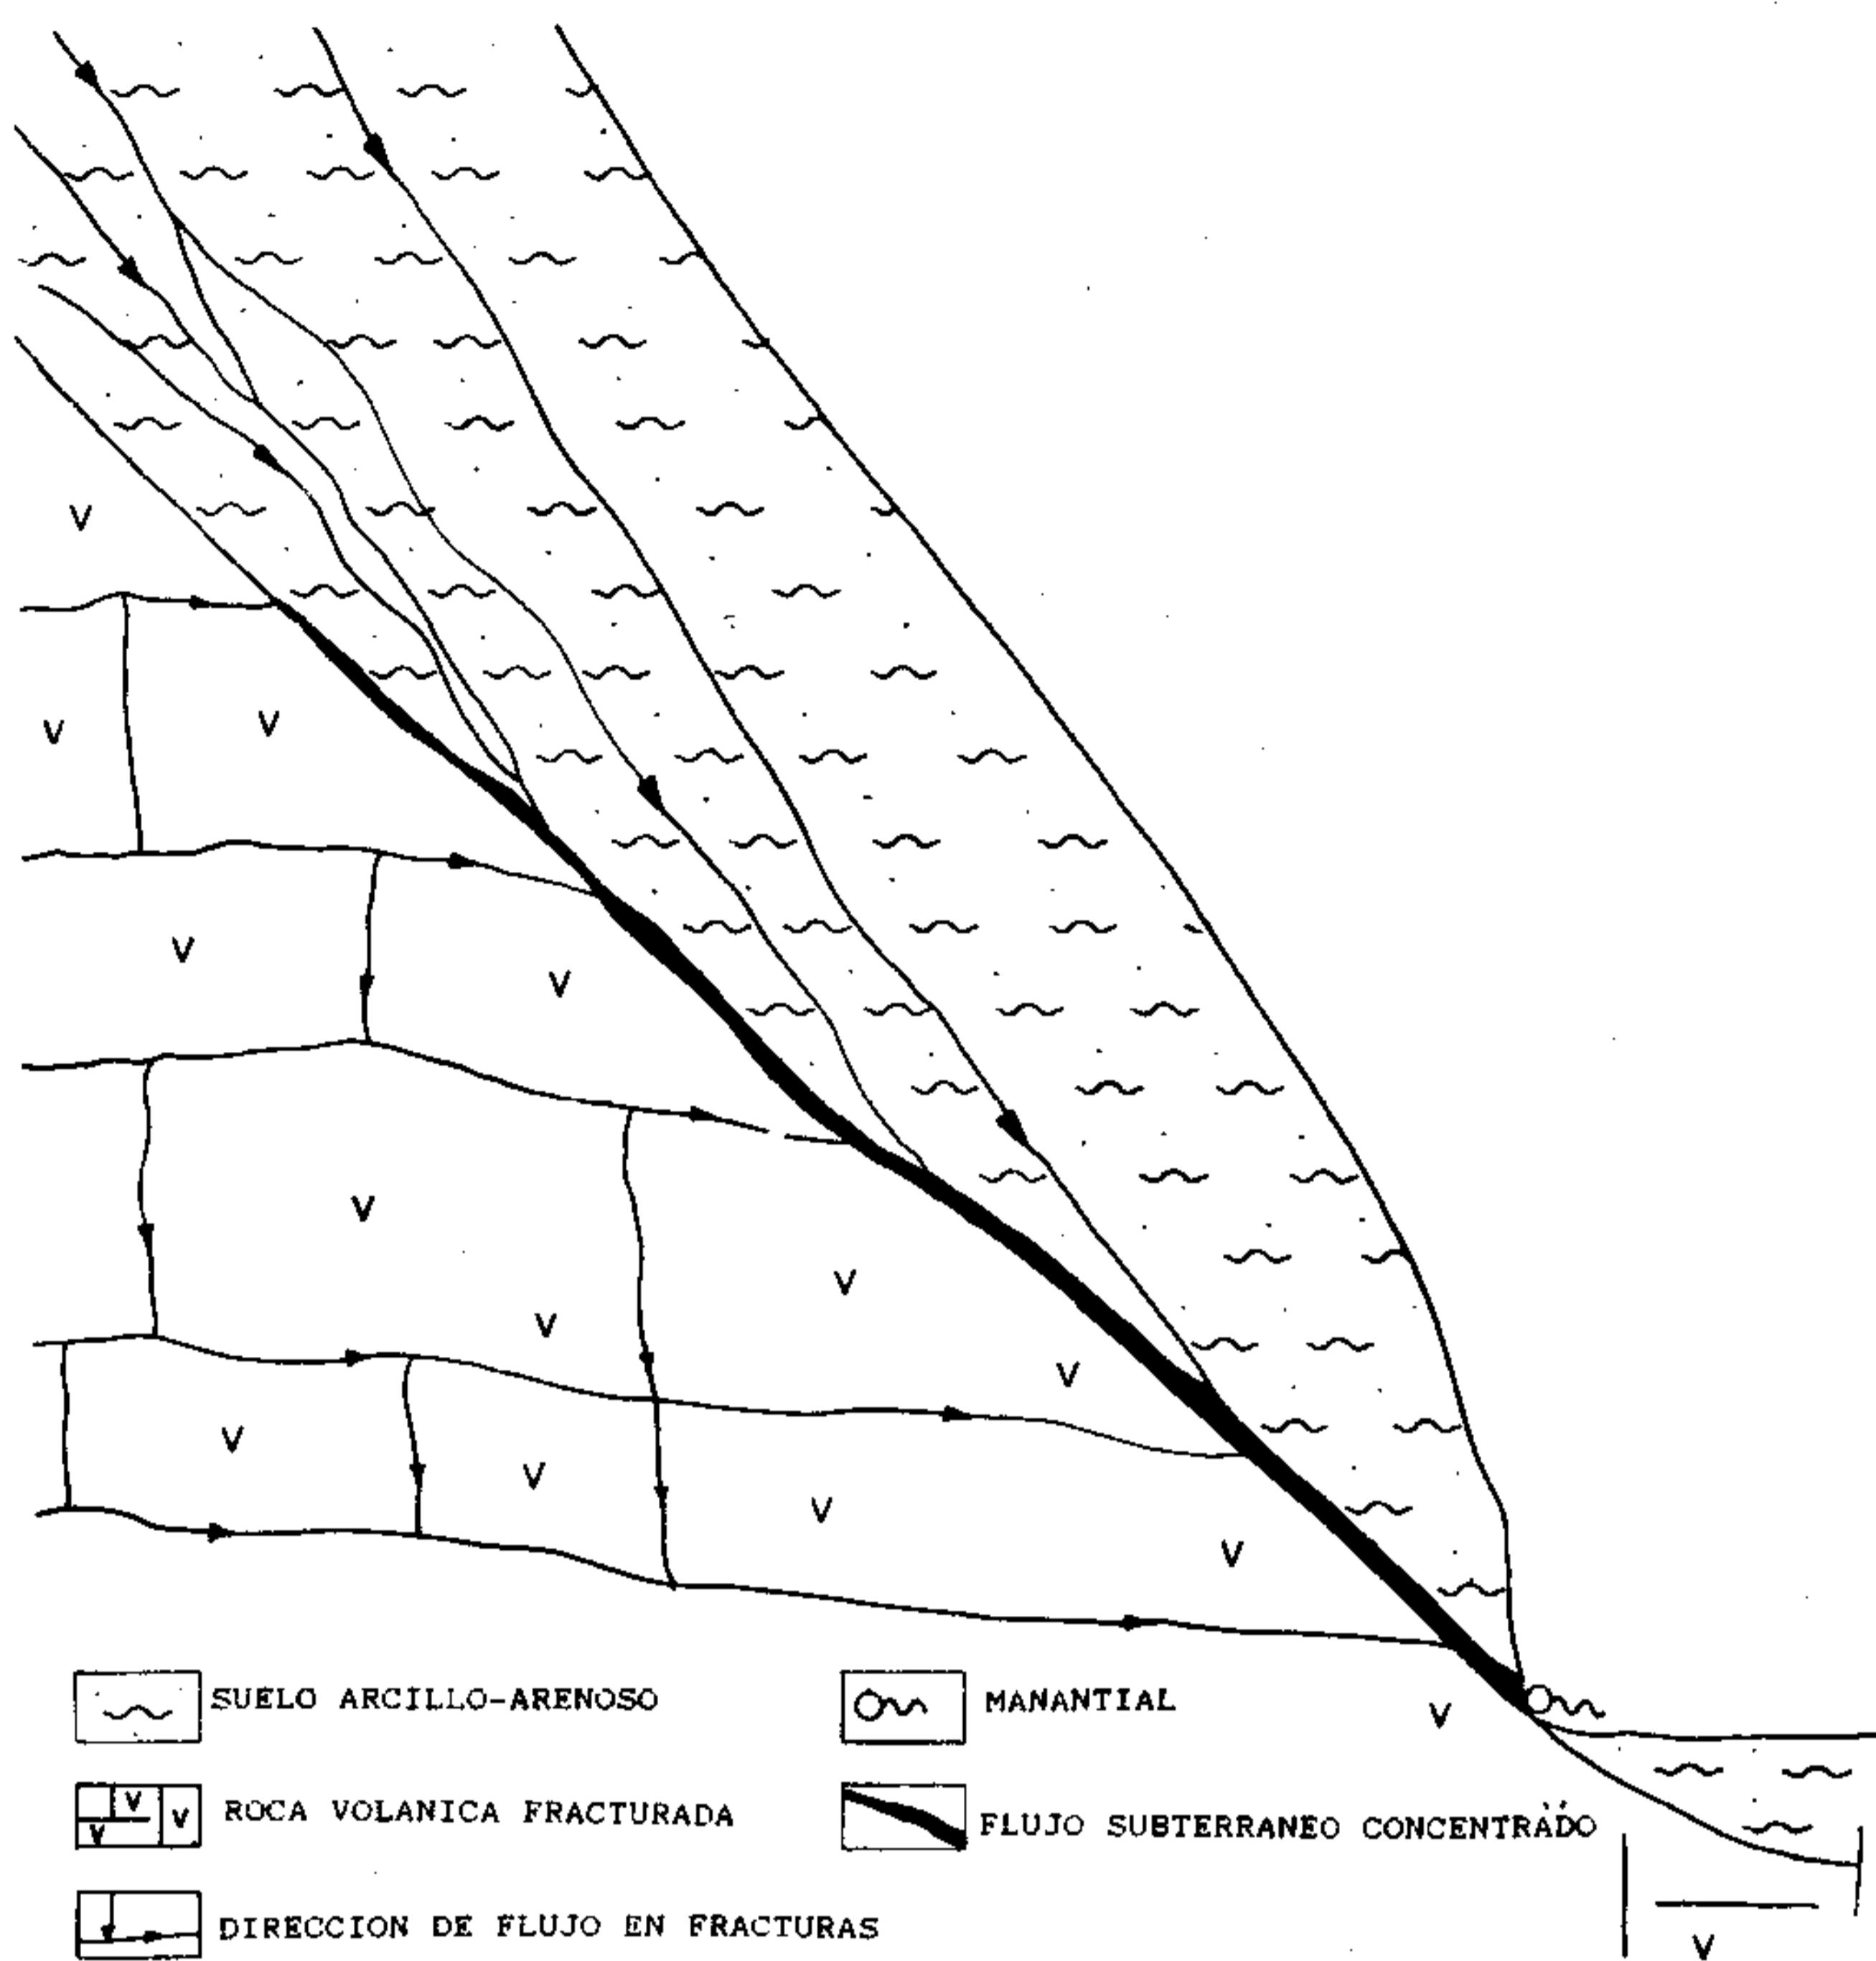 SUELO ARCILLO-ARENOSO
MANANTIAL
ROCA VOLANICA FRACTURADA
FLUJO SUBTERRANEO CONCENTRADO
DIRECCION DE FLUJO EN FRACTURAS